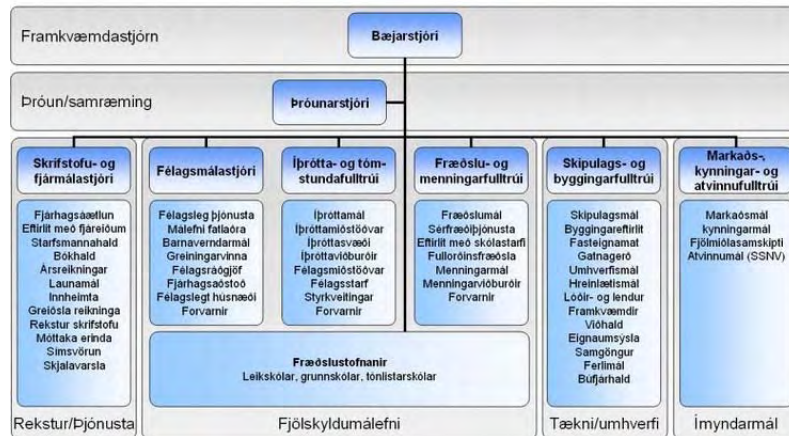 Framkvæmdastjórn
Bæjarstjóri
Þróun/samræming
Þróunarstjóri
Skrifstofu- og
fjármálastjóri
Fjárhagsáætlun
Eftirlit með fjáreiðum
Starfsmannahald
Bókhald
Ársreikningar
Launamál
Innheimta
Greiðsla reikninga
Rekstur skrifstofu
Móttaka erinda
Símsvörun
Skjalavarsla
Rekstur/Þjónusta
Félagsmálastjóri
Félagsleg þjónusta
Málefni fatlaðra
Barnaverndarmál
Greiningarvinna
Félagsráðgjöf
Fjárhagsaðstoð
Félagslegt húsnæði
Forvarnir
Íþrótta- og tóm-
stundafulltrúi
Íþróttamál
Íþróttamiðstöðvar
Íþróttasvæði
Íþróttaviðburðir
Félagsmiðstöðvar
Félagsstarf
Styrkveitingar
Forvarnir
Fræðslu- og
menningarfulltrúi
Fræðslumál
Sérfræðiþjónusta
Eftirlit með skólastarfi
Fullorðinsfræðsla
Menningarmál
Menningarviðburðir
Forvarnir
Fræðslustofnanir
Leikskólar, grunnskólar, tónlistarskólar
Fjölskyldumálefni
Skipulags- og
byggingarfulltrúi
Skipulagsmál
Byggingareftirlit
Fasteignamat
Gatnagerð
Umhverfismál
Hreinlætismál
Lóðir- og lendur
Framkvæmdir
Viðhald
Eignaumsýsla
Samgöngur
Ferlimál
Búfjárhald
Tækni/umhverfi
Markaðs-,
kynningar- og
atvinnufulltrúi
Markaðsmál
kynningarmál
Fjölmiðlasamskipti
Atvinnumál (SSNV)
Ímyndarmál